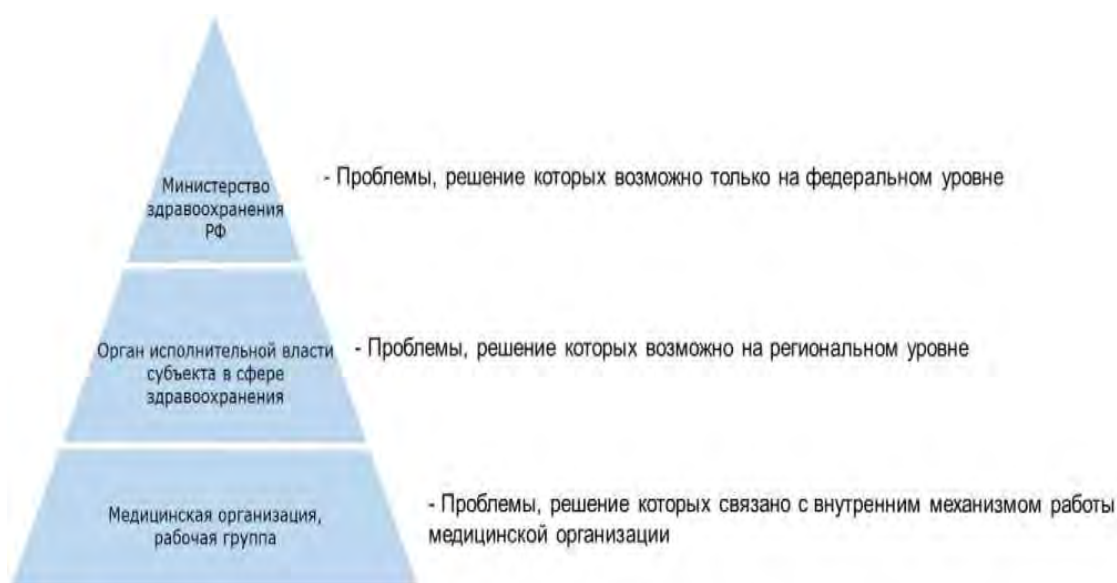 Министерство
здравоохранения
РФ
- Проблемы, решение которых возможно только на федеральном уровне
Орган исполнительной власти
субъекта в сфере
здравоохранения
- Проблемы, решение которых возможно на региональном уровне
Медицинская организация,
рабочая группа
- Проблемы, решение которых связано с внутренним механизмом работы
медицинской организации